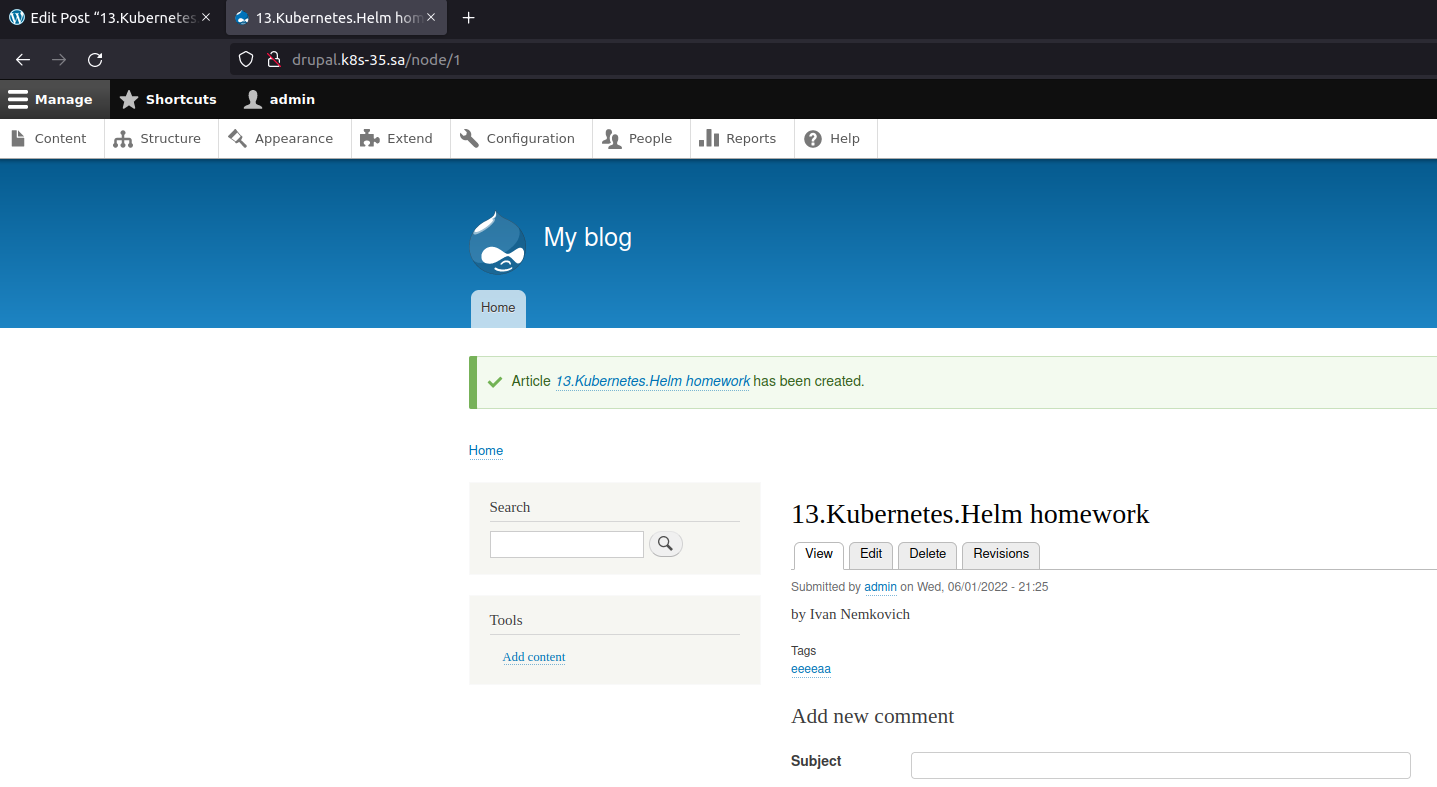 Edit Post “13.Kubernetes
13.Kubernetes.Helm hom
drupal.k8s-35.sa/node/1
Manage Shortcuts admin
Content Structure Appearance Extend Configuration People Reports Help
My blog
Home
Article 13.Kubernetes.Helm homework has been created.
Home
Search
Tools
Add content
13.Kubernetes.Helm homework
View Edit Delete Revisions
Submitted by admin on Wed, 06/01/2022 - 21:25
by Ivan Nemkovich
Tags
eeeeaa
Add new comment
Subject